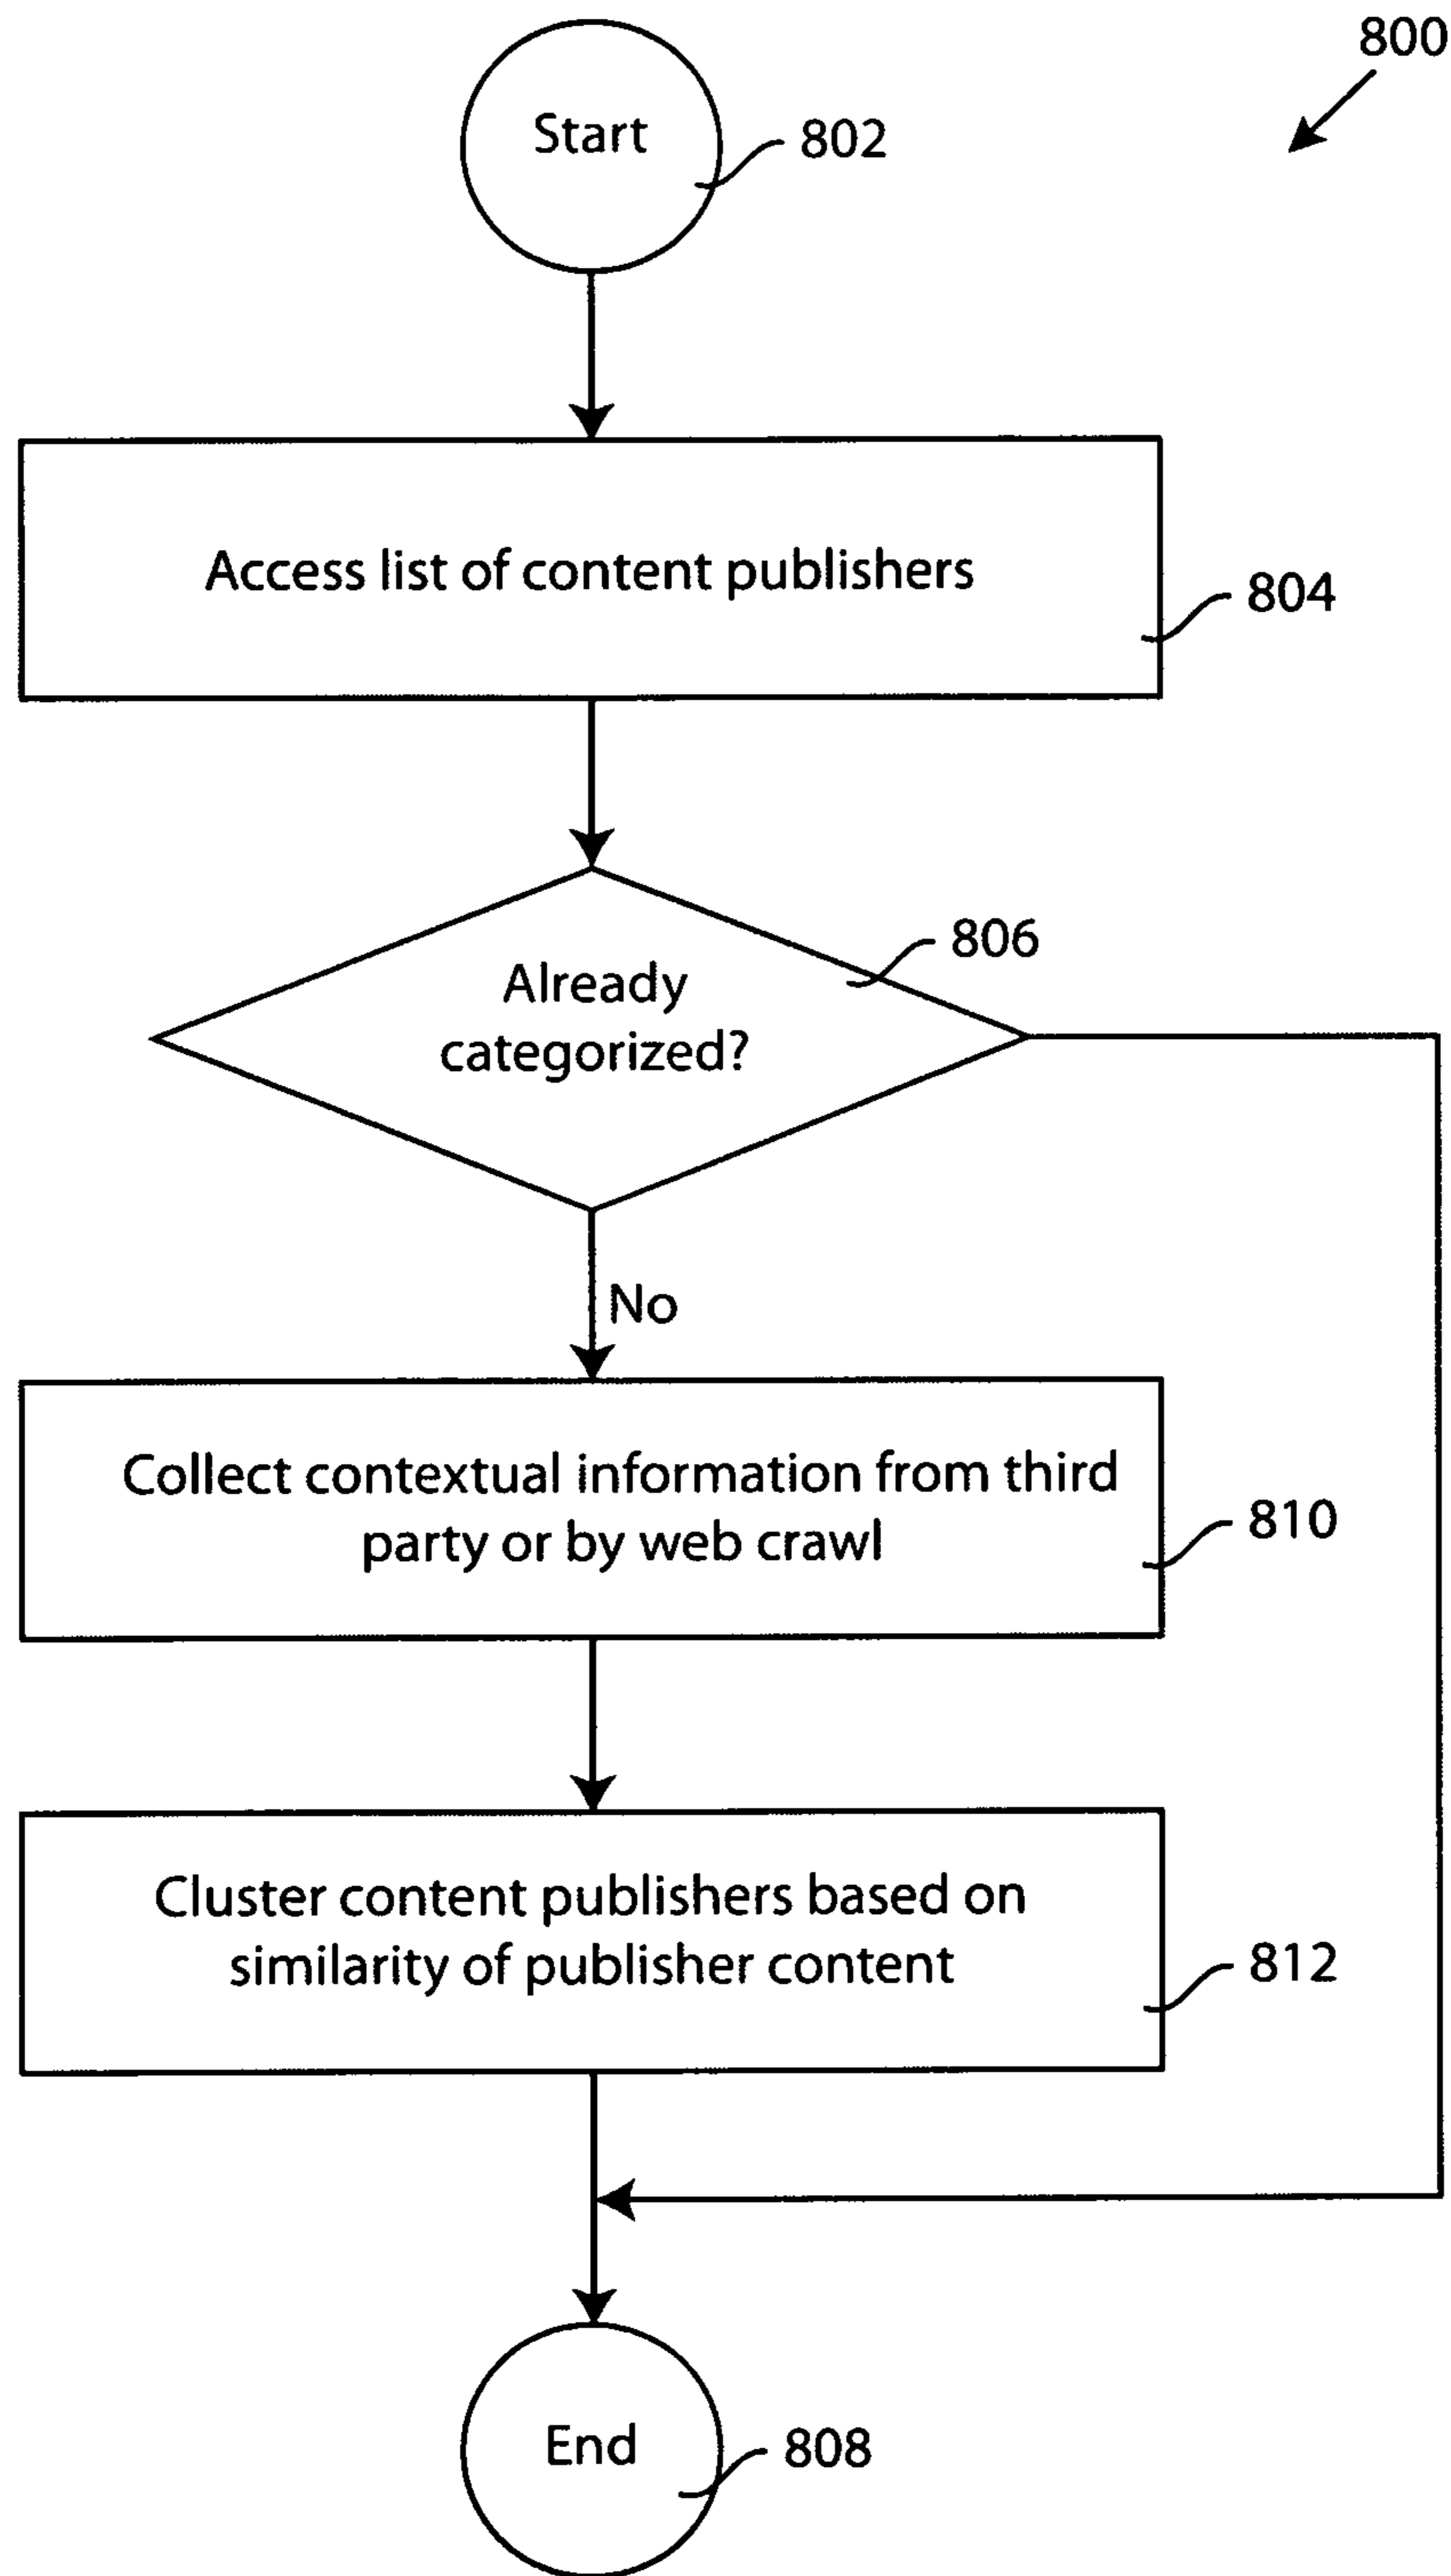 800
Start
802
Access list of content publishers
804
806
Already
categorized?
No
Collect contextual information from third
party or by web crawl
810
Cluster content publishers based on
similarity of publisher content
812
End
808